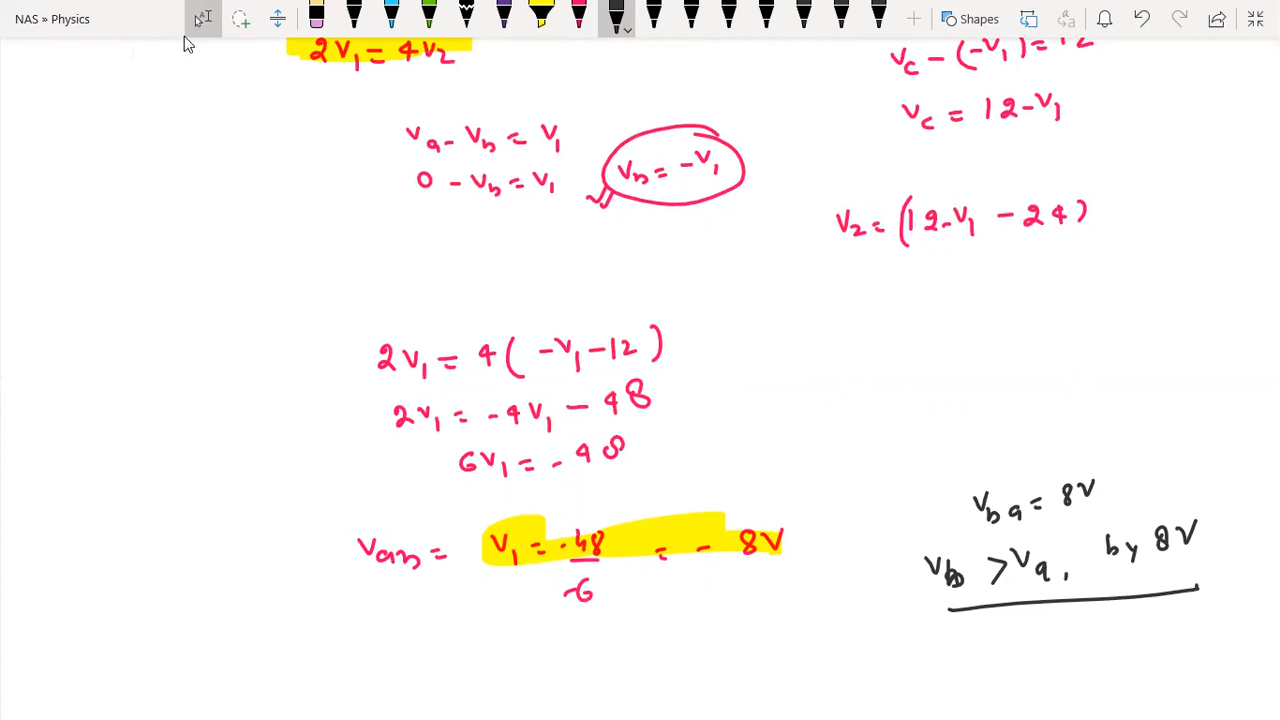 NAS » Physics
Shapes
2V₁ = 4V₂
Va - Vb = V₁
0 - Vb = V₁
Vb = -V₁
Vc - (-V₁) = 12
Vc = 12 - V₁
V₂ = (12 - V₁ - 24)
2V₁ = 4( -V₁ - 12 )
2V₁ = -4V₁ - 48
6V₁ = -48
Vab = V₁ = -48 = - 8V
-6
Vba = 8V
Vb > Va, by 8V